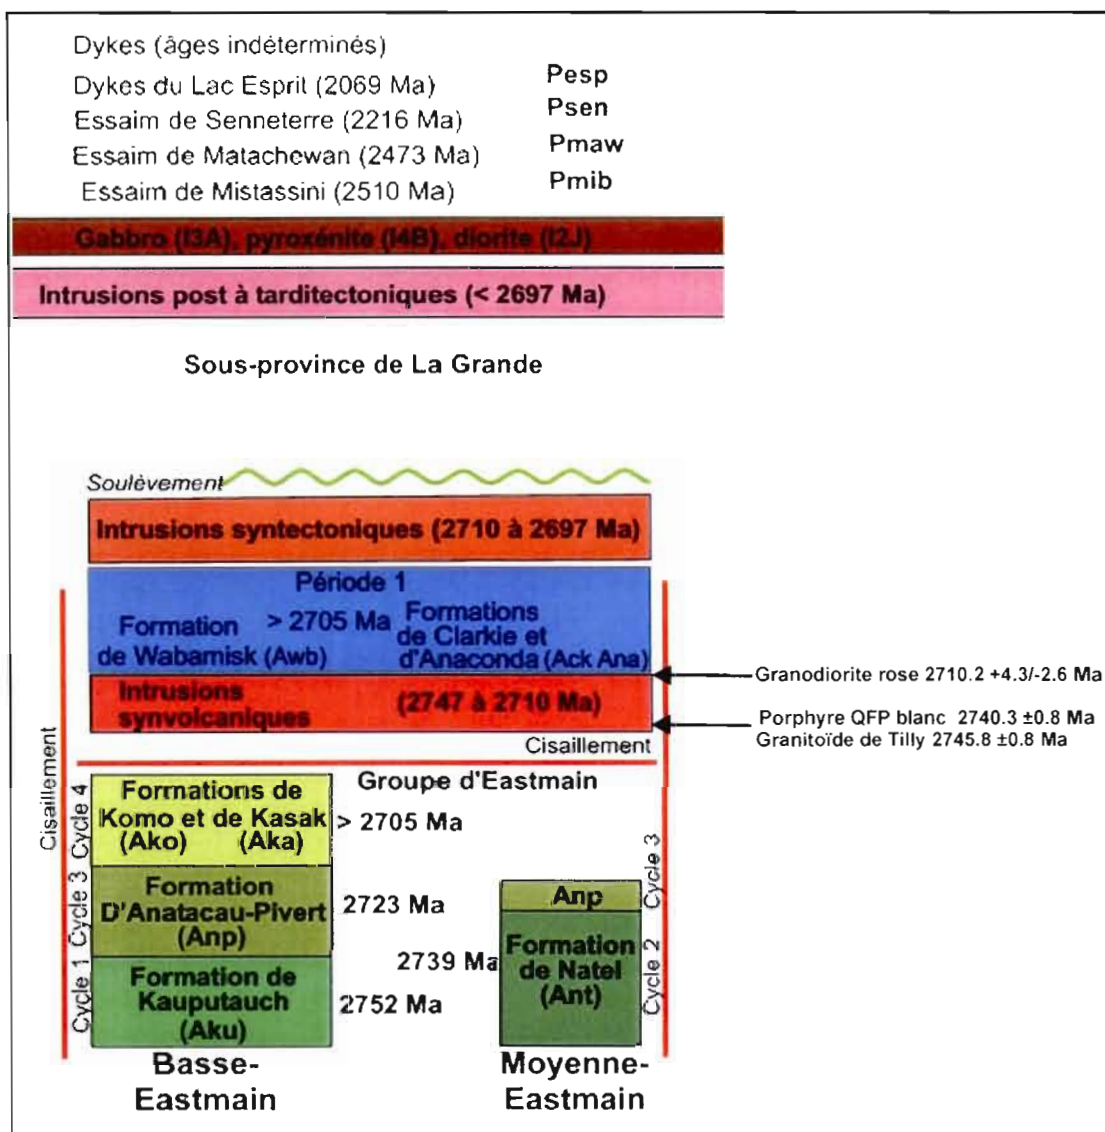 Dykes (âges indéterminés)
Dykes du Lac Esprit (2069 Ma) Pesp
Essaim de Senneterre (2216 Ma) Psen
Essaim de Matachewan (2473 Ma) Pmaw
Essaim de Mistassini (2510 Ma) Pmib
Gabbro (I3A), pyroxénite (I4B), diorite (I2J)
Intrusions post à tarditectoniques (< 2697 Ma)
Sous-province de La Grande
Soulèvement
Intrusions syntectoniques (2710 à 2697 Ma)
Période 1
Formation
de Wabamisk (Awb)
> 2705 Ma
Formations
de Clarkie et
d'Anaconda (Ack Ana)
Intrusions
synvolcaniques
(2747 à 2710 Ma)
Granodiorite rose 2710.2 +4.3/-2.6 Ma
Porphyre QFP blanc 2740.3 ±0.8 Ma
Granitoïde de Tilly 2745.8 ±0.8 Ma
Cisaillement
Cisaillement
Groupe d'Eastmain
Cycle 4
Formations de
Komo et de Kasak
(Ako) (Aka)
> 2705 Ma
Cycle 3
Formation
D'Anatacau-Pivert
(Anp)
2723 Ma
Cycle 1
Formation de
Kauputauch
(Aku)
2752 Ma
Basse-
Eastmain
Anp
Cycle 3
2739 Ma
Formation
de Natel
(Ant)
Cycle 2
Moyenne-
Eastmain